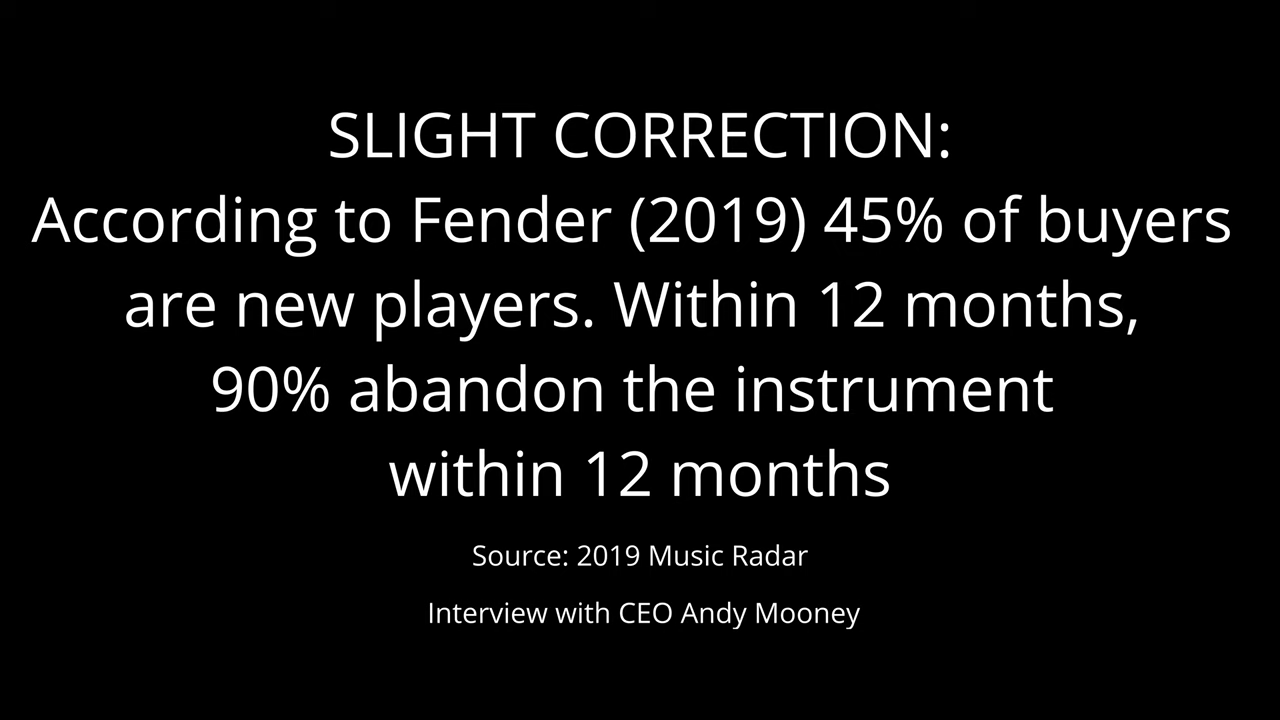 SLIGHT CORRECTION:
According to Fender (2019) 45% of buyers
are new players. Within 12 months,
90% abandon the instrument
within 12 months
Source: 2019 Music Radar
Interview with CEO Andy Mooney